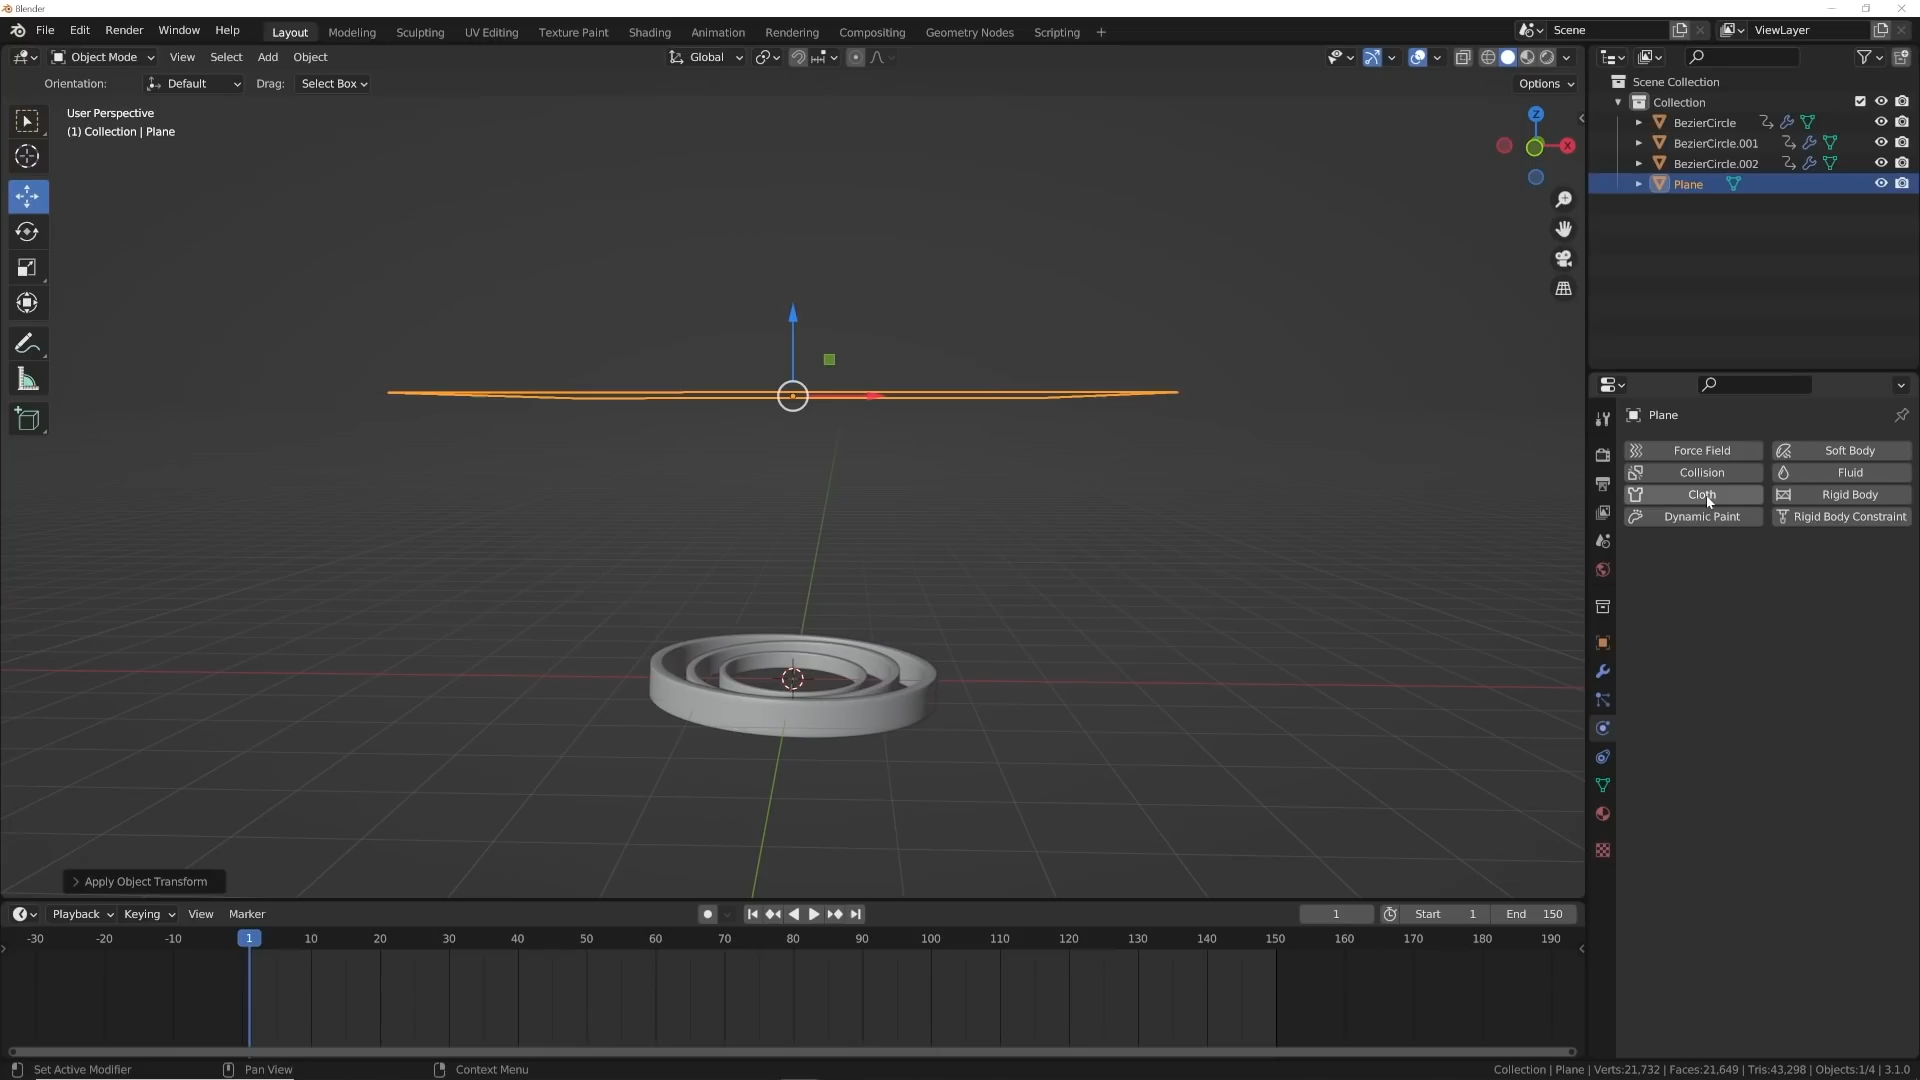 Blender
File Edit Render Window Help Layout Modeling Sculpting UV Editing Texture Paint Shading Animation Rendering Compositing Geometry Nodes Scripting + Scene ViewLayer
Object Mode View Select Add Object Global
Orientation: Default Drag: Select Box Options
User Perspective
(1) Collection | Plane
Z
X
Scene Collection
Collection
BezierCircle
BezierCircle.001
BezierCircle.002
Plane
Plane
Force Field Soft Body
Collision Fluid
Cloth Rigid Body
Dynamic Paint Rigid Body Constraint
Apply Object Transform
Playback Keying View Marker 1 Start 1 End 150
-30 -20 -10 1 10 20 30 40 50 60 70 80 90 100 110 120 130 140 150 160 170 180 190
Set Active Modifier Pan View Context Menu Collection | Plane | Verts:21,732 | Faces:21,649 | Tris:43,298 | Objects:1/4 | 3.1.0